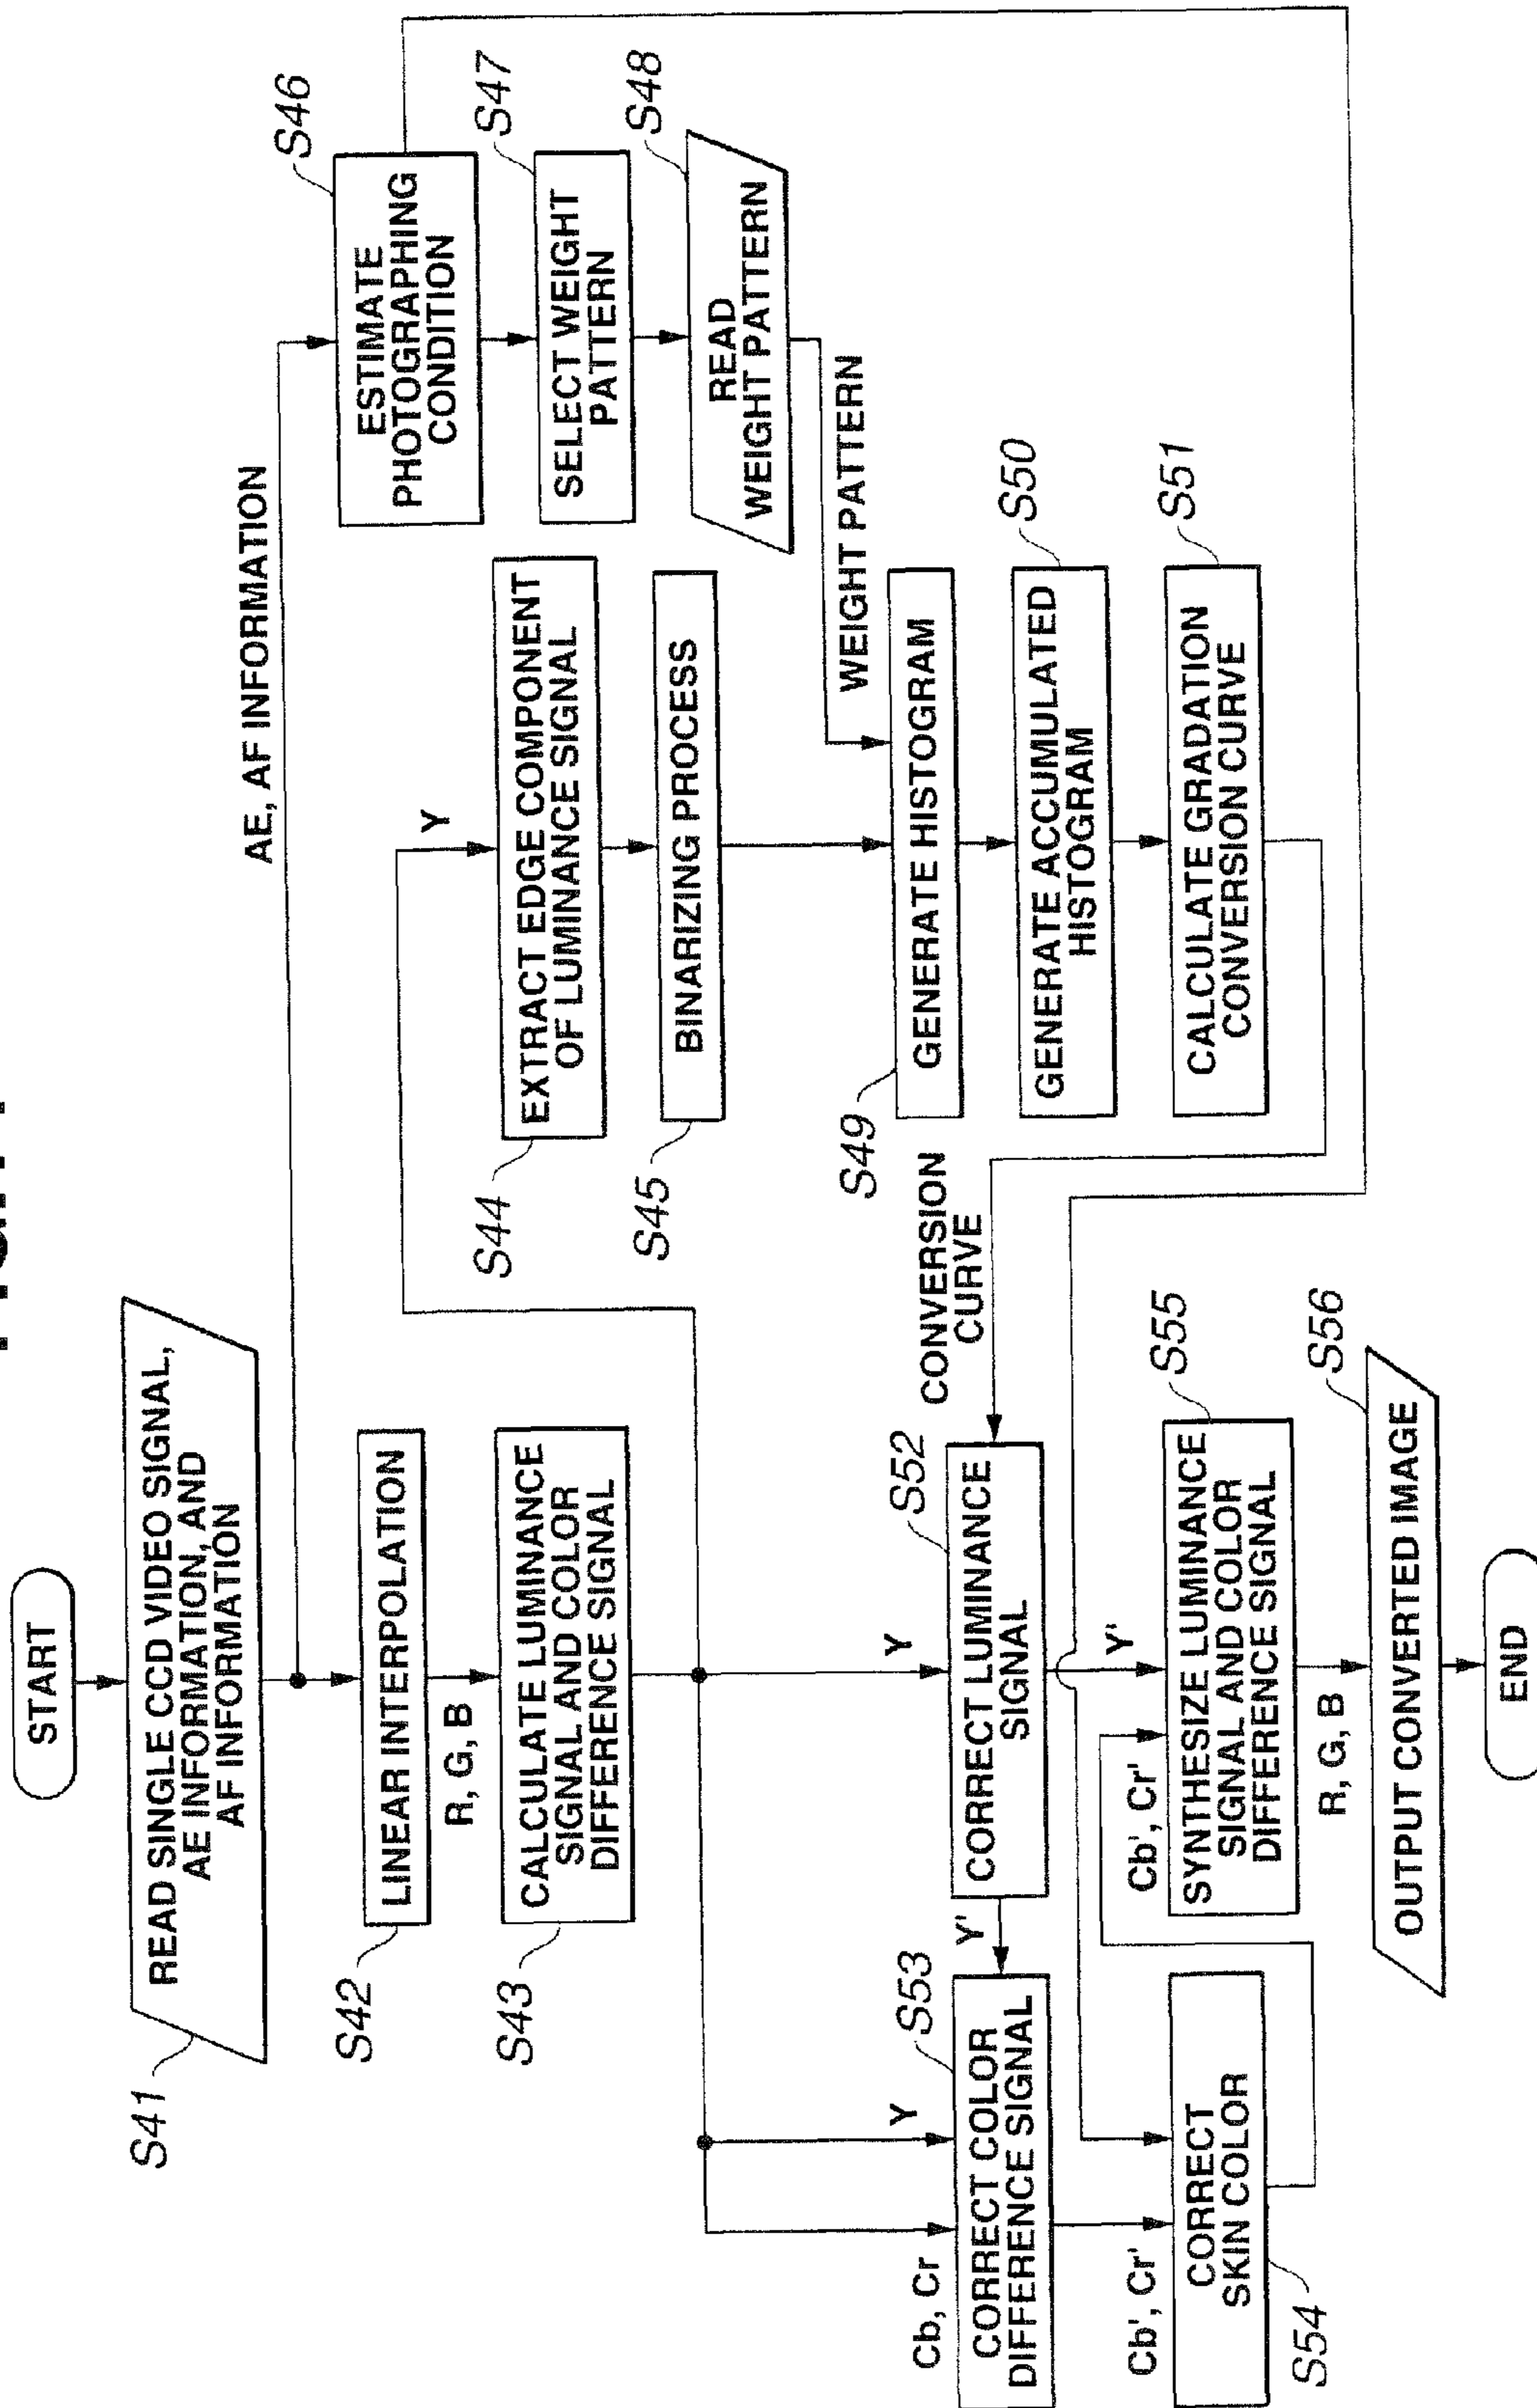 START
S41
READ SINGLE CCD VIDEO SIGNAL,
AE INFORMATION, AND
AF INFORMATION
AE, AF INFORMATION
S42
LINEAR INTERPOLATION
R, G, B
S43
CALCULATE LUMINANCE
SIGNAL AND COLOR
DIFFERENCE SIGNAL
Y
S44
EXTRACT EDGE COMPONENT
OF LUMINANCE SIGNAL
S45
BINARIZING PROCESS
S46
ESTIMATE
PHOTOGRAPHING
CONDITION
S47
SELECT WEIGHT
PATTERN
S48
READ
WEIGHT PATTERN
WEIGHT PATTERN
S49
GENERATE HISTOGRAM
S50
GENERATE ACCUMULATED
HISTOGRAM
S51
CALCULATE GRADATION
CONVERSION CURVE
CONVERSION
CURVE
Y
S52
CORRECT LUMINANCE
SIGNAL
Y'
Cb, Cr
Y
S53
CORRECT COLOR
DIFFERENCE SIGNAL
Cb', Cr'
CORRECT
SKIN COLOR
S54
Cb', Cr'
Y'
S55
SYNTHESIZE LUMINANCE
SIGNAL AND COLOR
DIFFERENCE SIGNAL
R, G, B
S56
OUTPUT CONVERTED IMAGE
END